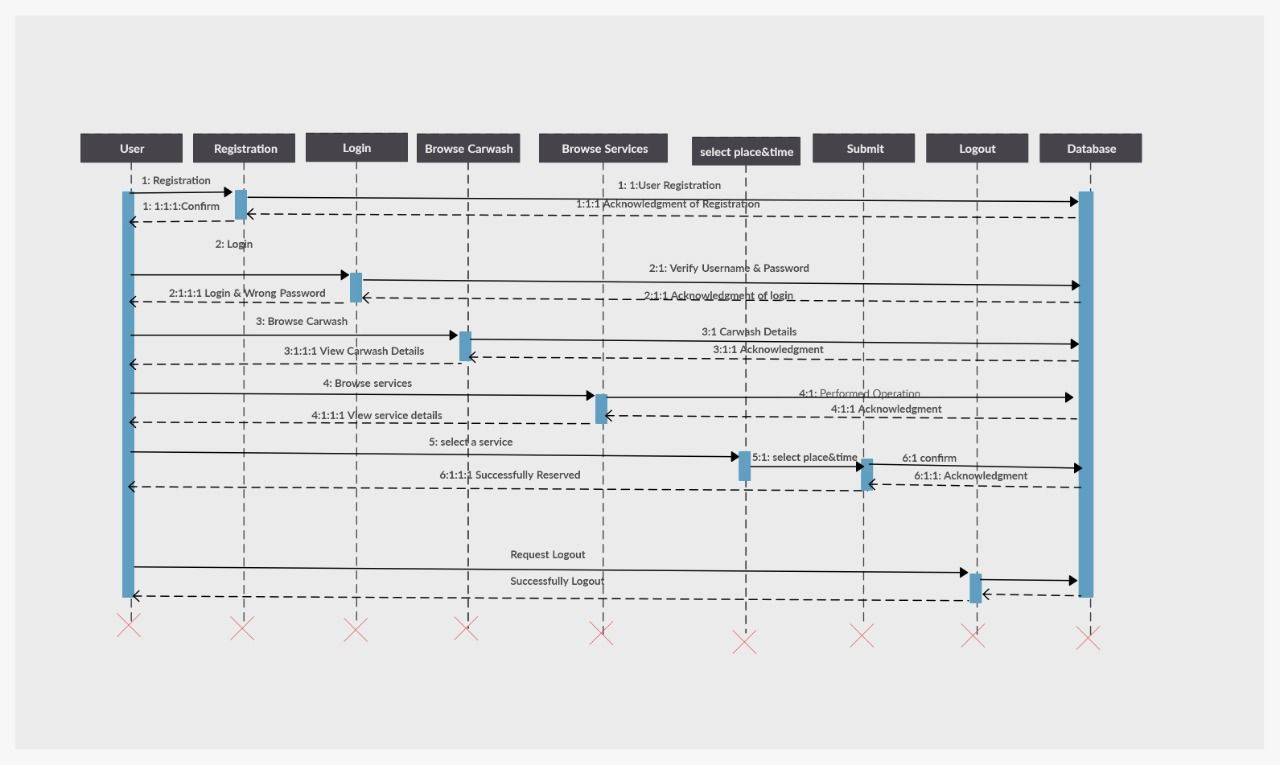 User
Registration
Login
Browse Carwash
Browse Services
select place&time
Submit
Logout
Database
1: Registration
1: 1:User Registration
1:1:1 Acknowledgment of Registration
1: 1:1:1:Confirm
2: Login
2:1: Verify Username & Password
2:1:1:1 Login & Wrong Password
2:1:1 Acknowledgment of login
3: Browse Carwash
3:1 Carwash Details
3:1:1 Acknowledgment
3:1:1:1 View Carwash Details
4: Browse services
4:1: Performed Operation
4:1:1 Acknowledgment
4:1:1:1 View service details
5: select a service
5:1: select place&time
6:1 confirm
6:1:1:1 Successfully Reserved
6:1:1: Acknowledgment
Request Logout
Successfully Logout